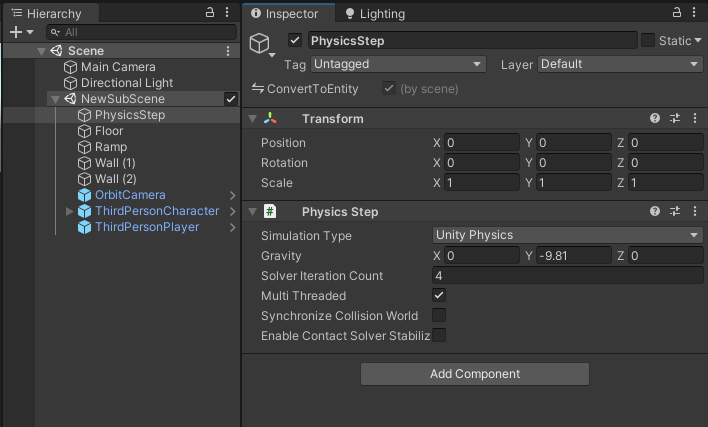 Hierarchy
All
Scene
Main Camera
Directional Light
NewSubScene
PhysicsStep
Floor
Ramp
Wall (1)
Wall (2)
OrbitCamera
ThirdPersonCharacter
ThirdPersonPlayer
Inspector Lighting
PhysicsStep Static
Tag Untagged Layer Default
ConvertToEntity (by scene)
Transform
Position X 0 Y 0 Z 0
Rotation X 0 Y 0 Z 0
Scale X 1 Y 1 Z 1
# Physics Step
Simulation Type Unity Physics
Gravity X 0 Y -9.81 Z 0
Solver Iteration Count 4
Multi Threaded
Synchronize Collision World
Enable Contact Solver Stabiliz
Add Component